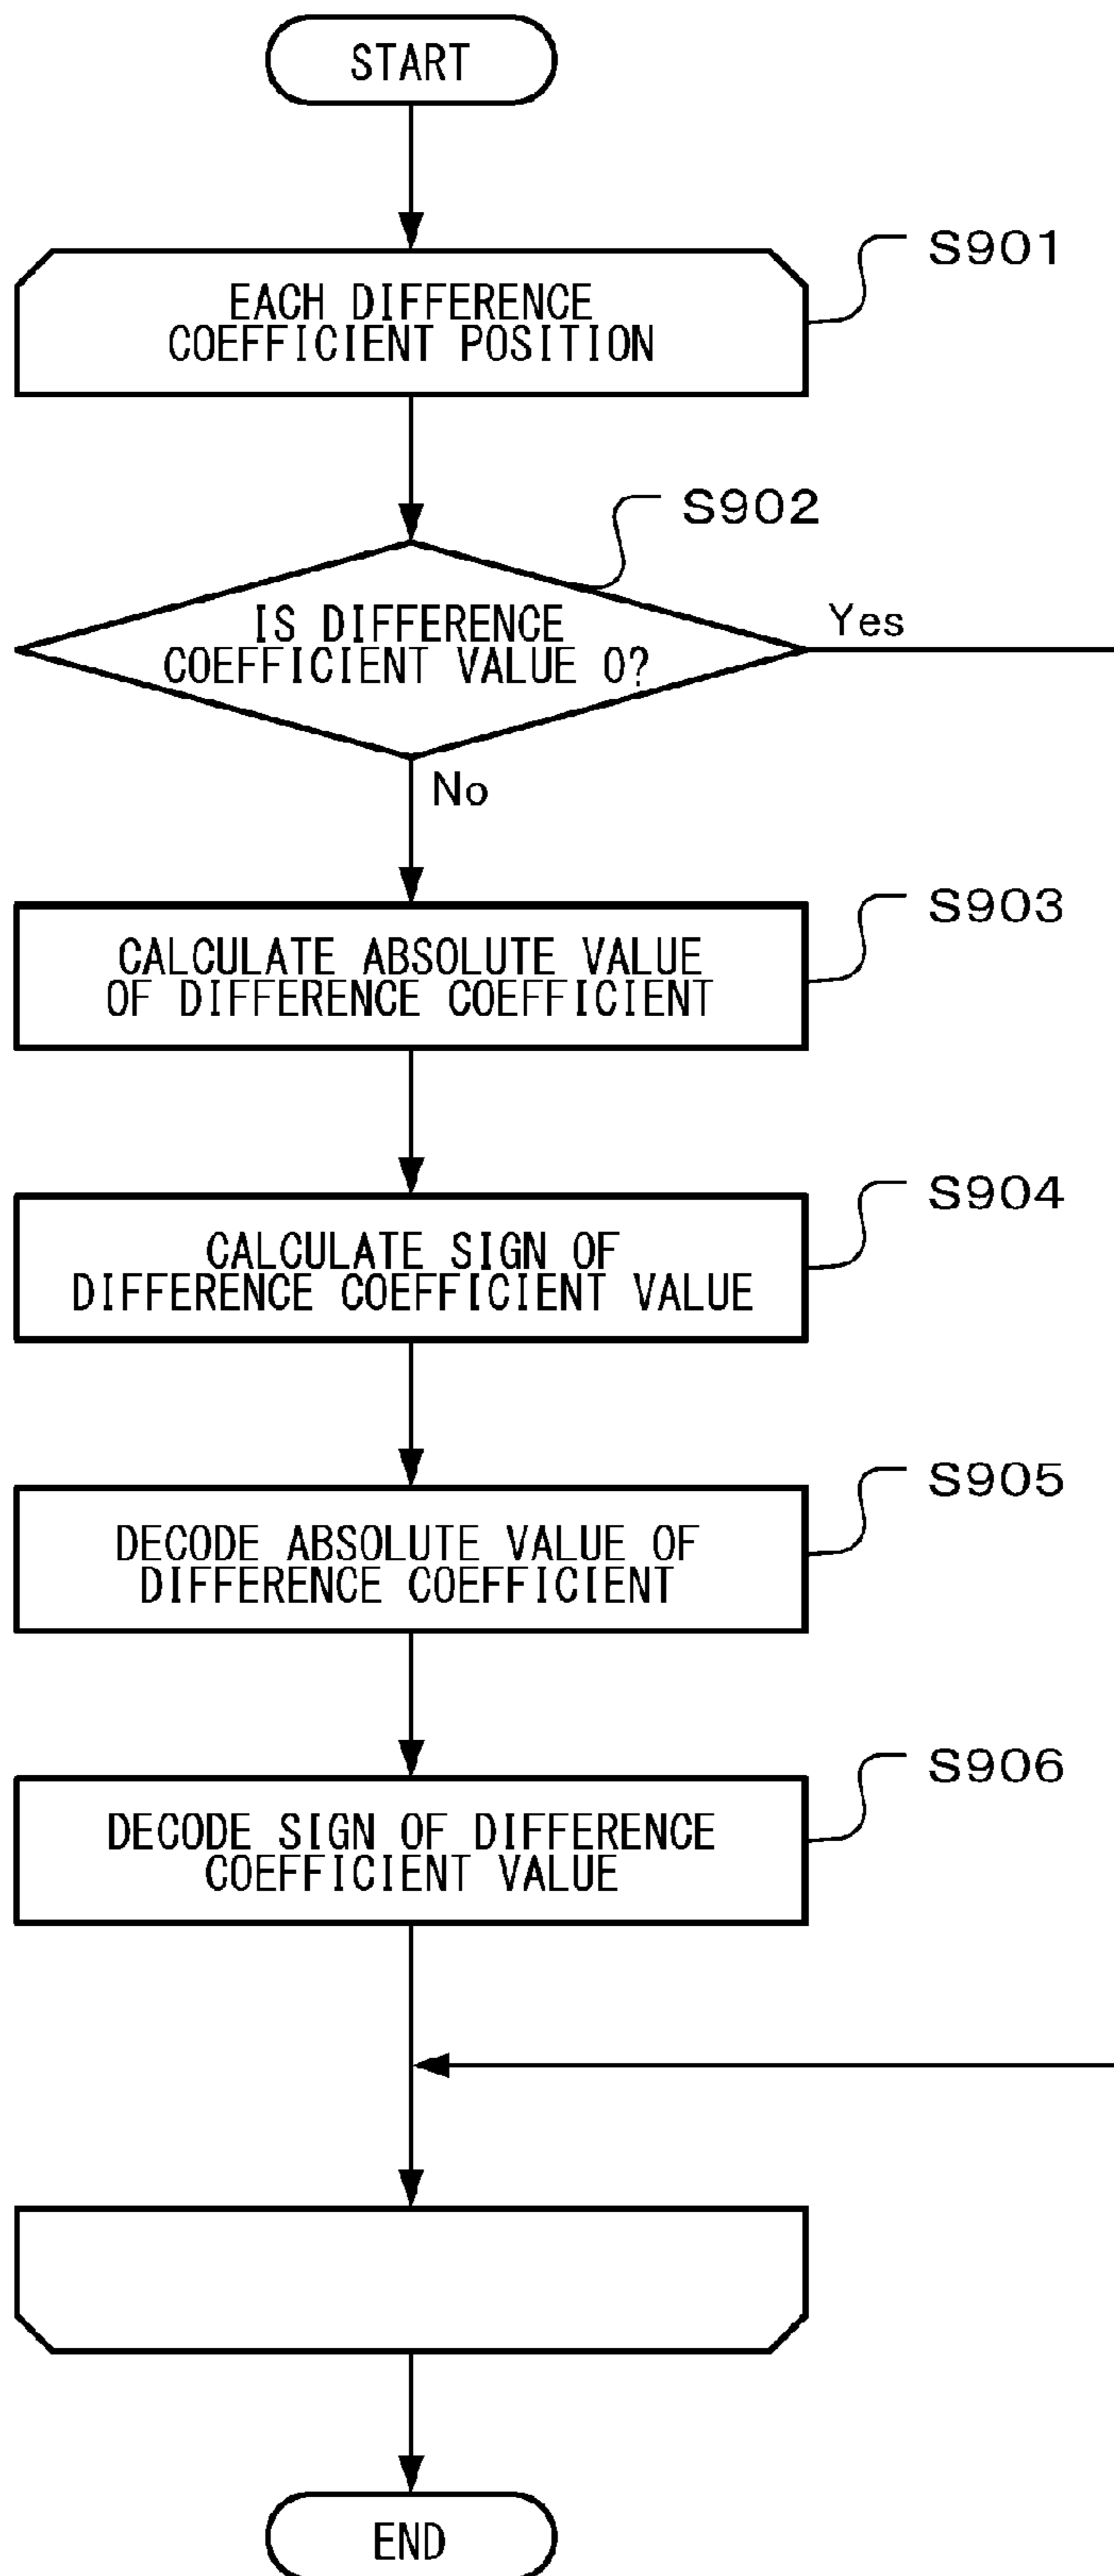 START
S901
EACH DIFFERENCE
COEFFICIENT POSITION
S902
IS DIFFERENCE
COEFFICIENT VALUE 0?
Yes
No
S903
CALCULATE ABSOLUTE VALUE
OF DIFFERENCE COEFFICIENT
S904
CALCULATE SIGN OF
DIFFERENCE COEFFICIENT VALUE
S905
DECODE ABSOLUTE VALUE OF
DIFFERENCE COEFFICIENT
S906
DECODE SIGN OF DIFFERENCE
COEFFICIENT VALUE
END